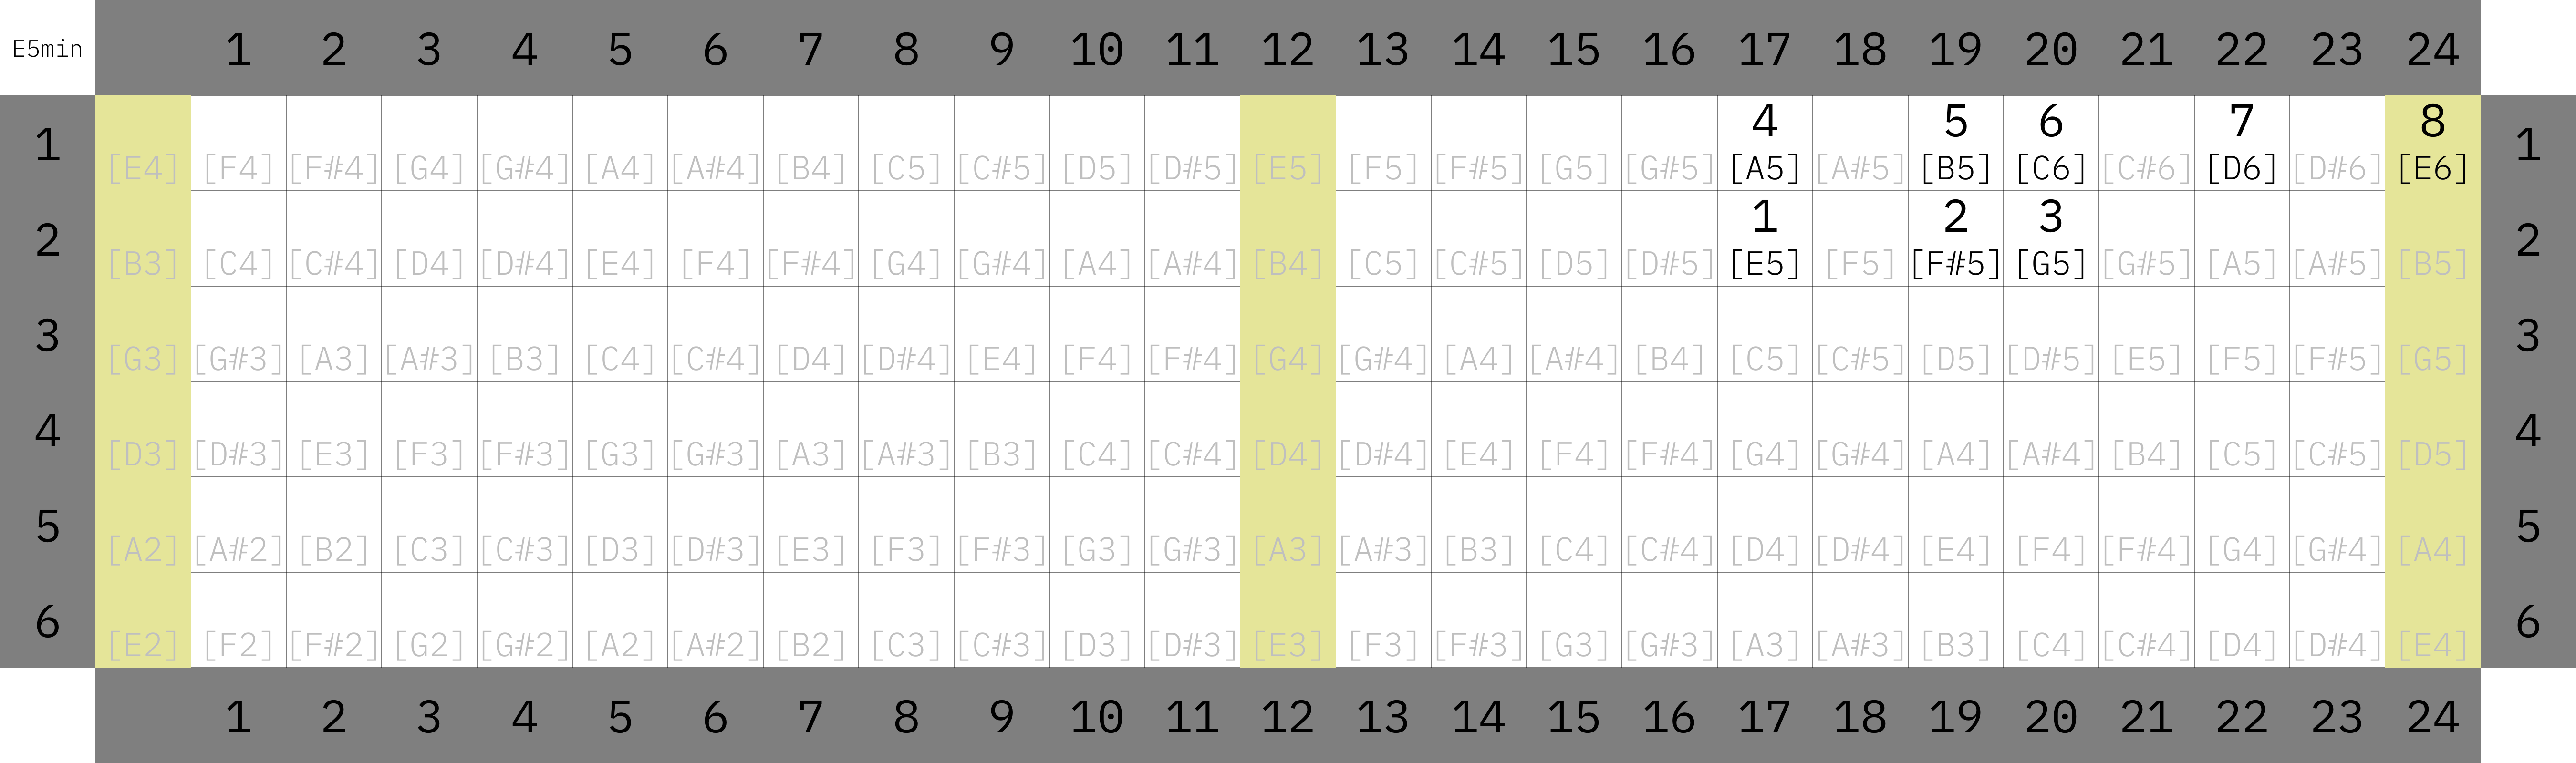 E5min 1 2 3 4 5 6 7 8 9 10 11 12 13 14 15 16 17 18 19 20 21 22 23 24
4 5 6 7 8
1 [E4] [F4] [F#4] [G4] [G#4] [A4] [A#4] [B4] [C5] [C#5] [D5] [D#5] [E5] [F5] [F#5] [G5] [G#5] [A5] [A#5] [B5] [C6] [C#6] [D6] [D#6] [E6] 1
1 2 3
2 [B3] [C4] [C#4] [D4] [D#4] [E4] [F4] [F#4] [G4] [G#4] [A4] [A#4] [B4] [C5] [C#5] [D5] [D#5] [E5] [F5] [F#5] [G5] [G#5] [A5] [A#5] [B5] 2
3 [G3] [G#3] [A3] [A#3] [B3] [C4] [C#4] [D4] [D#4] [E4] [F4] [F#4] [G4] [G#4] [A4] [A#4] [B4] [C5] [C#5] [D5] [D#5] [E5] [F5] [F#5] [G5] 3
4 [D3] [D#3] [E3] [F3] [F#3] [G3] [G#3] [A3] [A#3] [B3] [C4] [C#4] [D4] [D#4] [E4] [F4] [F#4] [G4] [G#4] [A4] [A#4] [B4] [C5] [C#5] [D5] 4
5 [A2] [A#2] [B2] [C3] [C#3] [D3] [D#3] [E3] [F3] [F#3] [G3] [G#3] [A3] [A#3] [B3] [C4] [C#4] [D4] [D#4] [E4] [F4] [F#4] [G4] [G#4] [A4] 5
6 [E2] [F2] [F#2] [G2] [G#2] [A2] [A#2] [B2] [C3] [C#3] [D3] [D#3] [E3] [F3] [F#3] [G3] [G#3] [A3] [A#3] [B3] [C4] [C#4] [D4] [D#4] [E4] 6
1 2 3 4 5 6 7 8 9 10 11 12 13 14 15 16 17 18 19 20 21 22 23 24